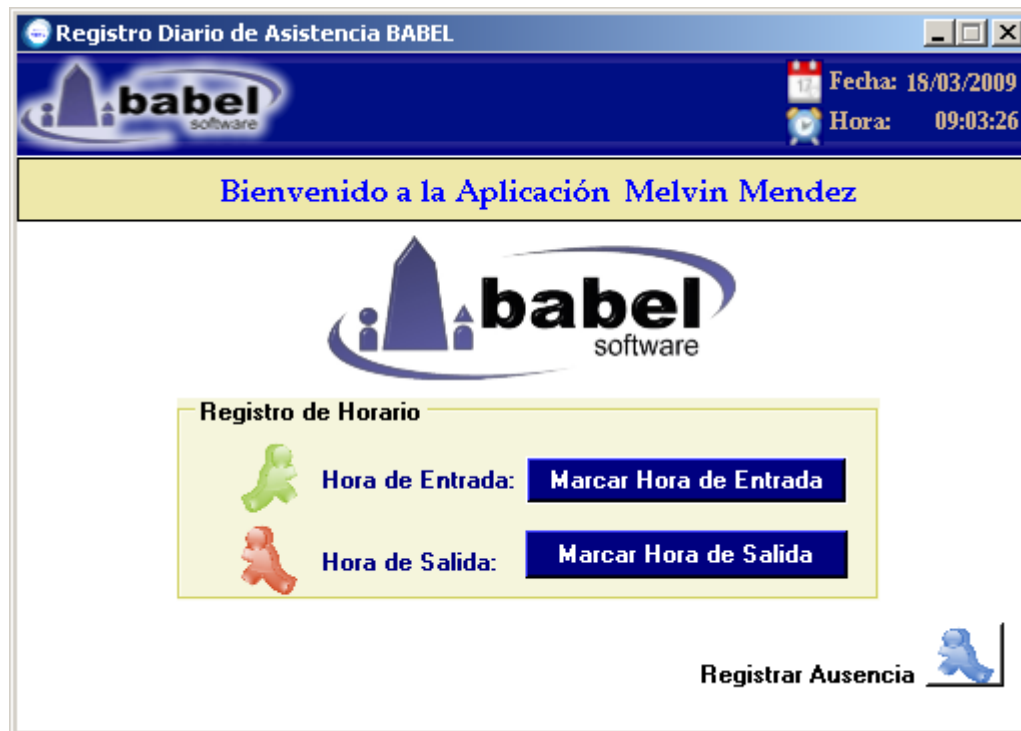 Registro Diario de Asistencia BABEL
babel
software
Fecha: 18/03/2009
Hora: 09:03:26
Bienvenido a la Aplicación Melvin Mendez
babel
software
Registro de Horario
Hora de Entrada: Marcar Hora de Entrada
Hora de Salida: Marcar Hora de Salida
Registrar Ausencia